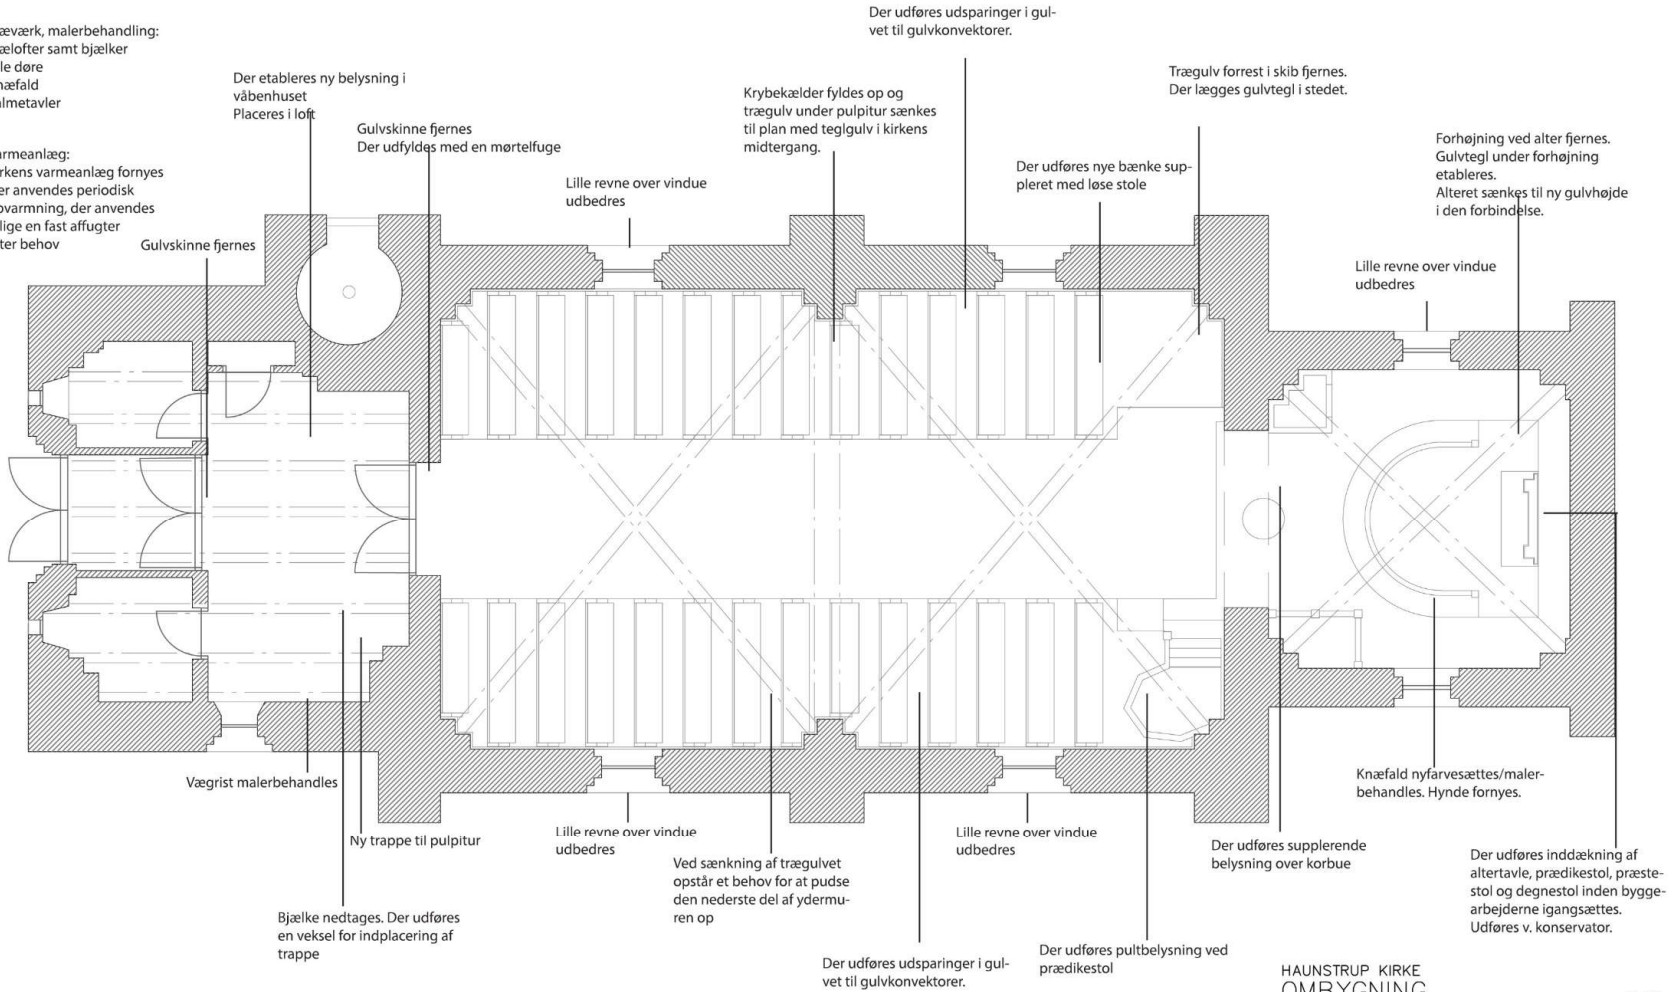 æværk, malerbehandling:
ælofter samt bjælker
le døre
næfald
lmetavler
armeanlæg:
rkens varmeanlæg fornyes
er anvendes periodisk
pvarmning, der anvendes
lige en fast affugter
ter behov
Gulvskinne fjernes
Der etableres ny belysning i
våbenhuset
Placeres i loft
Gulvskinne fjernes
Der udfyldes med en mørtelfuge
Lille revne over vindue
udbedres
Krybekælder fyldes op og
trægulv under pulpitur sænkes
til plan med teglgulv i kirkens
midtergang.
Der udføres udsparinger i gul-
vet til gulvkonvektorer.
Der udføres nye bænke sup-
pleret med løse stole
Trægulv forrest i skib fjernes.
Der lægges gulvtegl i stedet.
Forhøjning ved alter fjernes.
Gulvtegl under forhøjning
etableres.
Alteret sænkes til ny gulvhøjde
i den forbindelse.
Lille revne over vindue
udbedres
Vægrist malerbehandles
Ny trappe til pulpitur
Bjælke nedtages. Der udføres
en veksel for indplacering af
trappe
Lille revne over vindue
udbedres
Ved sænkning af trægulvet
opstår et behov for at pudse
den nederste del af ydermu-
ren op
Der udføres udsparinger i gul-
vet til gulvkonvektorer.
Lille revne over vindue
udbedres
Der udføres pultbelysning ved
prædikestol
Der udføres supplerende
belysning over korbue
Knæfald nyfarvesættes/maler-
behandles. Hynde fornyes.
Der udføres inddækning af
altertavle, prædikestol, præste-
stol og degnestol inden bygge-
arbejderne igangsættes.
Udføres v. konservator.
HAUNSTRUP KIRKE
OMBYGNING